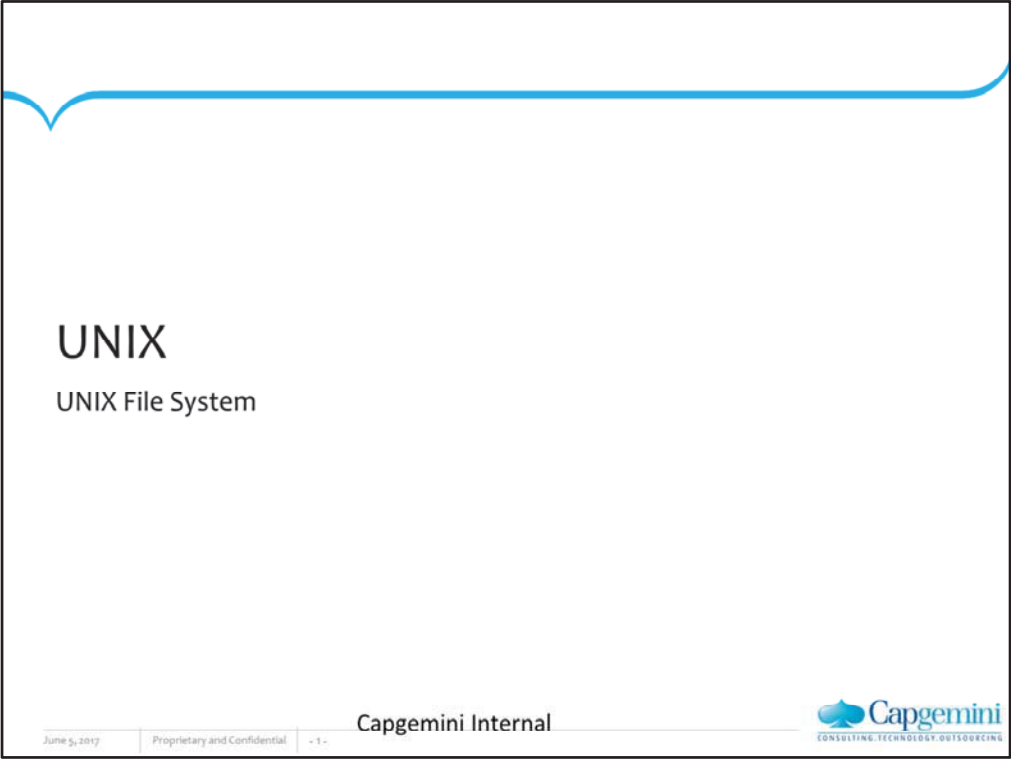 UNIX
UNIX File System
Capgemini Internal
June 5, 2017 Proprietary and Confidential - 1 -
Capgemini
CONSULTING.TECHNOLOGY.OUTSOURCING